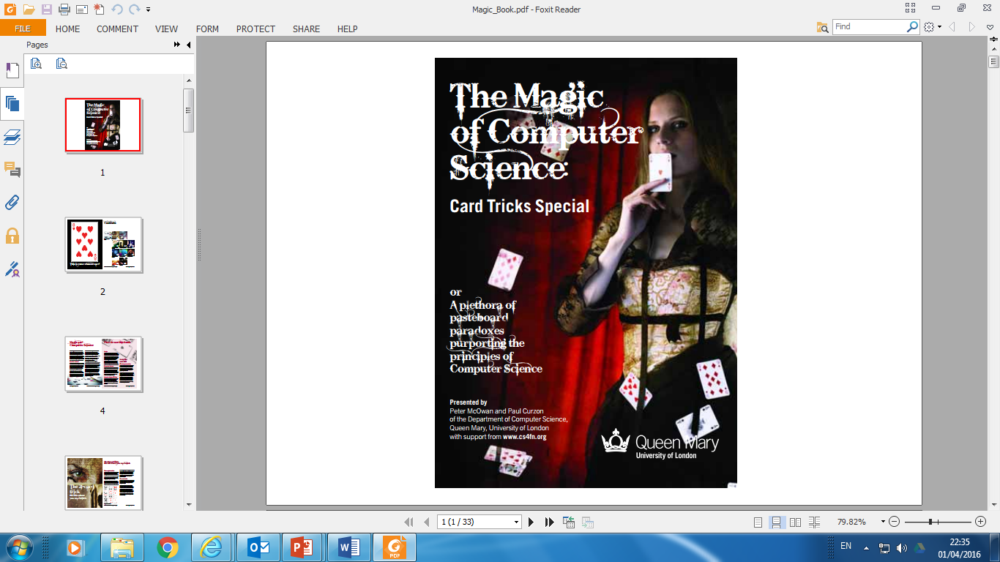 Magic_Book.pdf - Foxit Reader
FILE HOME COMMENT VIEW FORM PROTECT SHARE HELP
Find
Pages
1
2
4
The Magic
of Computer
Science:
Card Tricks Special
or
A plethora of
pasteboard
paradoxes
purporting the
principles of
Computer Science
Presented by
Peter McOwan and Paul Curzon
of the Department of Computer Science,
Queen Mary, University of London
with support from www.cs4fn.org
Queen Mary
University of London
1 (1 / 33)
79.82%
PDF
EN
22:35
01/04/2016